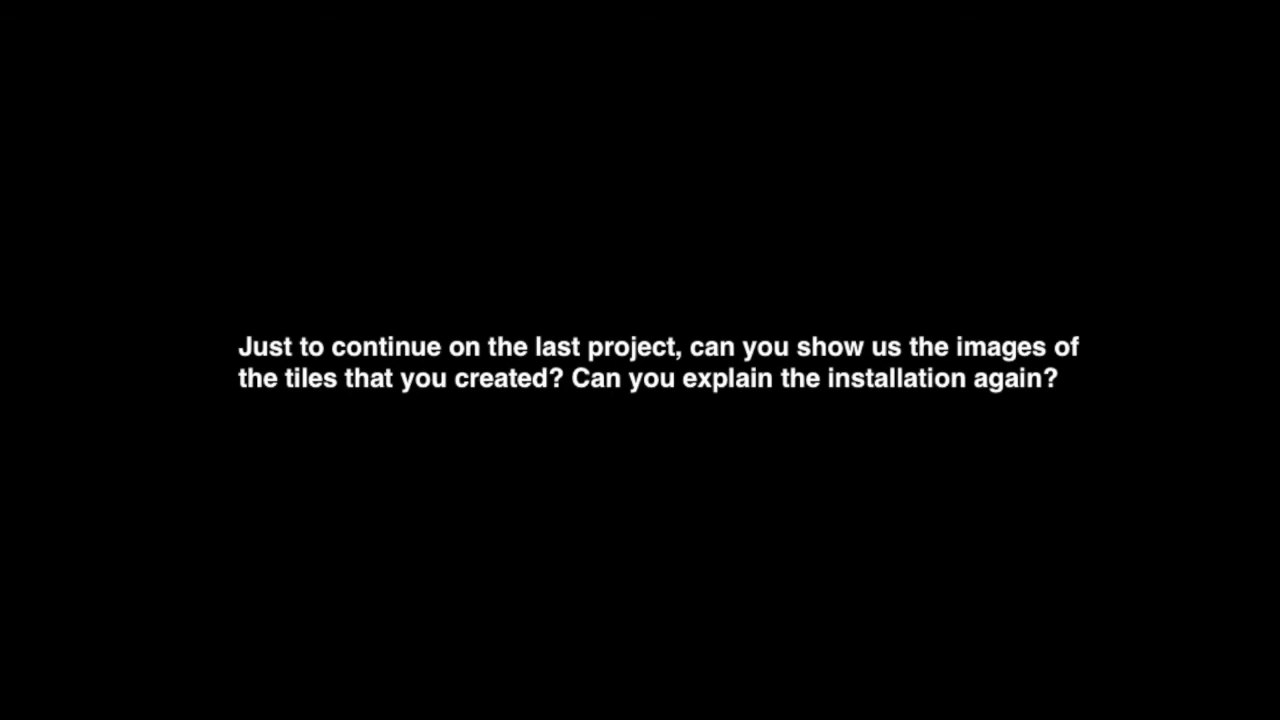 Just to continue on the last project, can you show us the images of
the tiles that you created? Can you explain the installation again?